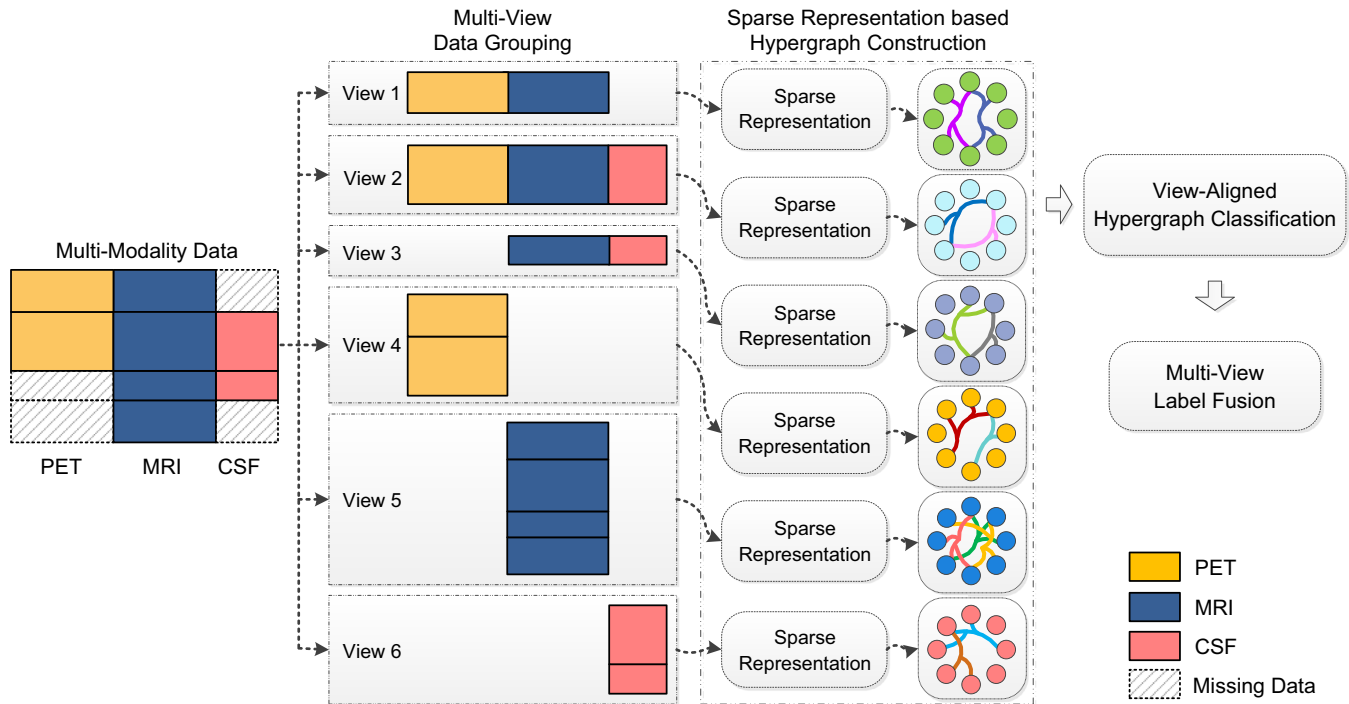 Multi-View
Data Grouping
Sparse Representation based
Hypergraph Construction
Multi-Modality Data
PET
MRI
CSF
View 1
View 2
View 3
View 4
View 5
View 6
Sparse
Representation
Sparse
Representation
Sparse
Representation
Sparse
Representation
Sparse
Representation
Sparse
Representation
View-Aligned
Hypergraph Classification
Multi-View
Label Fusion
PET
MRI
CSF
Missing Data